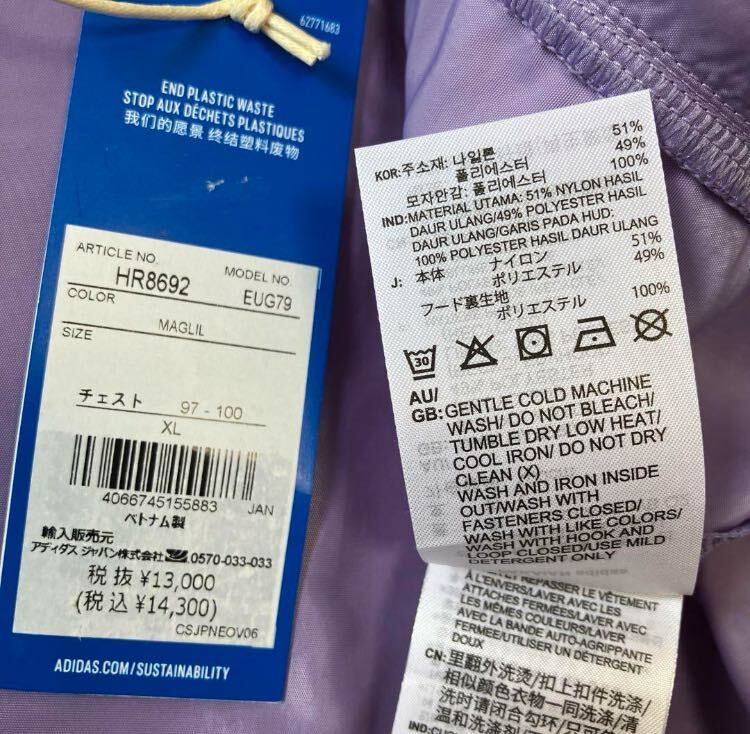 62771683
END PLASTIC WASTE
STOP AUX DÉCHETS PLASTIQUES
我们的愿景 终结塑料废物
ARTICLE NO.
HR8692
MODEL NO.
EUG79
COLOR
MAGLIL
SIZE
チェスト 97 - 100
XL
4066745155883 JAN
ベトナム製
輸入販売元
アディダス ジャパン株式会社 0570-033-033
税 抜 ¥13,000
(税 込 ¥14,300)
CSJPNEOV06
ADIDAS.COM/SUSTAINABILITY
KOR:주소재: 나일론 51%
폴리에스터 49%
모자안감: 폴리에스터 100%
IND:MATERIAL UTAMA: 51% NYLON HASIL
DAUR ULANG/49% POLYESTER HASIL
DAUR ULANG/GARIS PADA HUD:
100% POLYESTER HASIL DAUR ULANG
J: 本体 ナイロン 51%
ポリエステル 49%
フード裏生地
ポリエステル 100%
30
AU/
GB:GENTLE COLD MACHINE
WASH/ DO NOT BLEACH/
TUMBLE DRY LOW HEAT/
COOL IRON/ DO NOT DRY
CLEAN (X)
WASH AND IRON INSIDE
OUT/WASH WITH
FASTENERS CLOSED/
WASH WITH LIKE COLORS/
WASH WITH HOOK AND
LOOP CLOSED/USE MILD
DETERGENT ONLY
REPASSER LE VÊTEMENT
À L'ENVERS/LAVER AVEC LES
ATTACHES FERMÉES/LAVER AVEC
LES MÊMES COULEURS/LAVER
AVEC LA BANDE AUTO-AGRIPPANTE
FERMÉE/UTILISER UN DÉTERGENT
DOUX
CN: 里翻外洗烫/扣上扣件洗涤/
相似颜色衣物一同洗涤/清
洗时请闭合勾环/只可使
温和洗涤剂